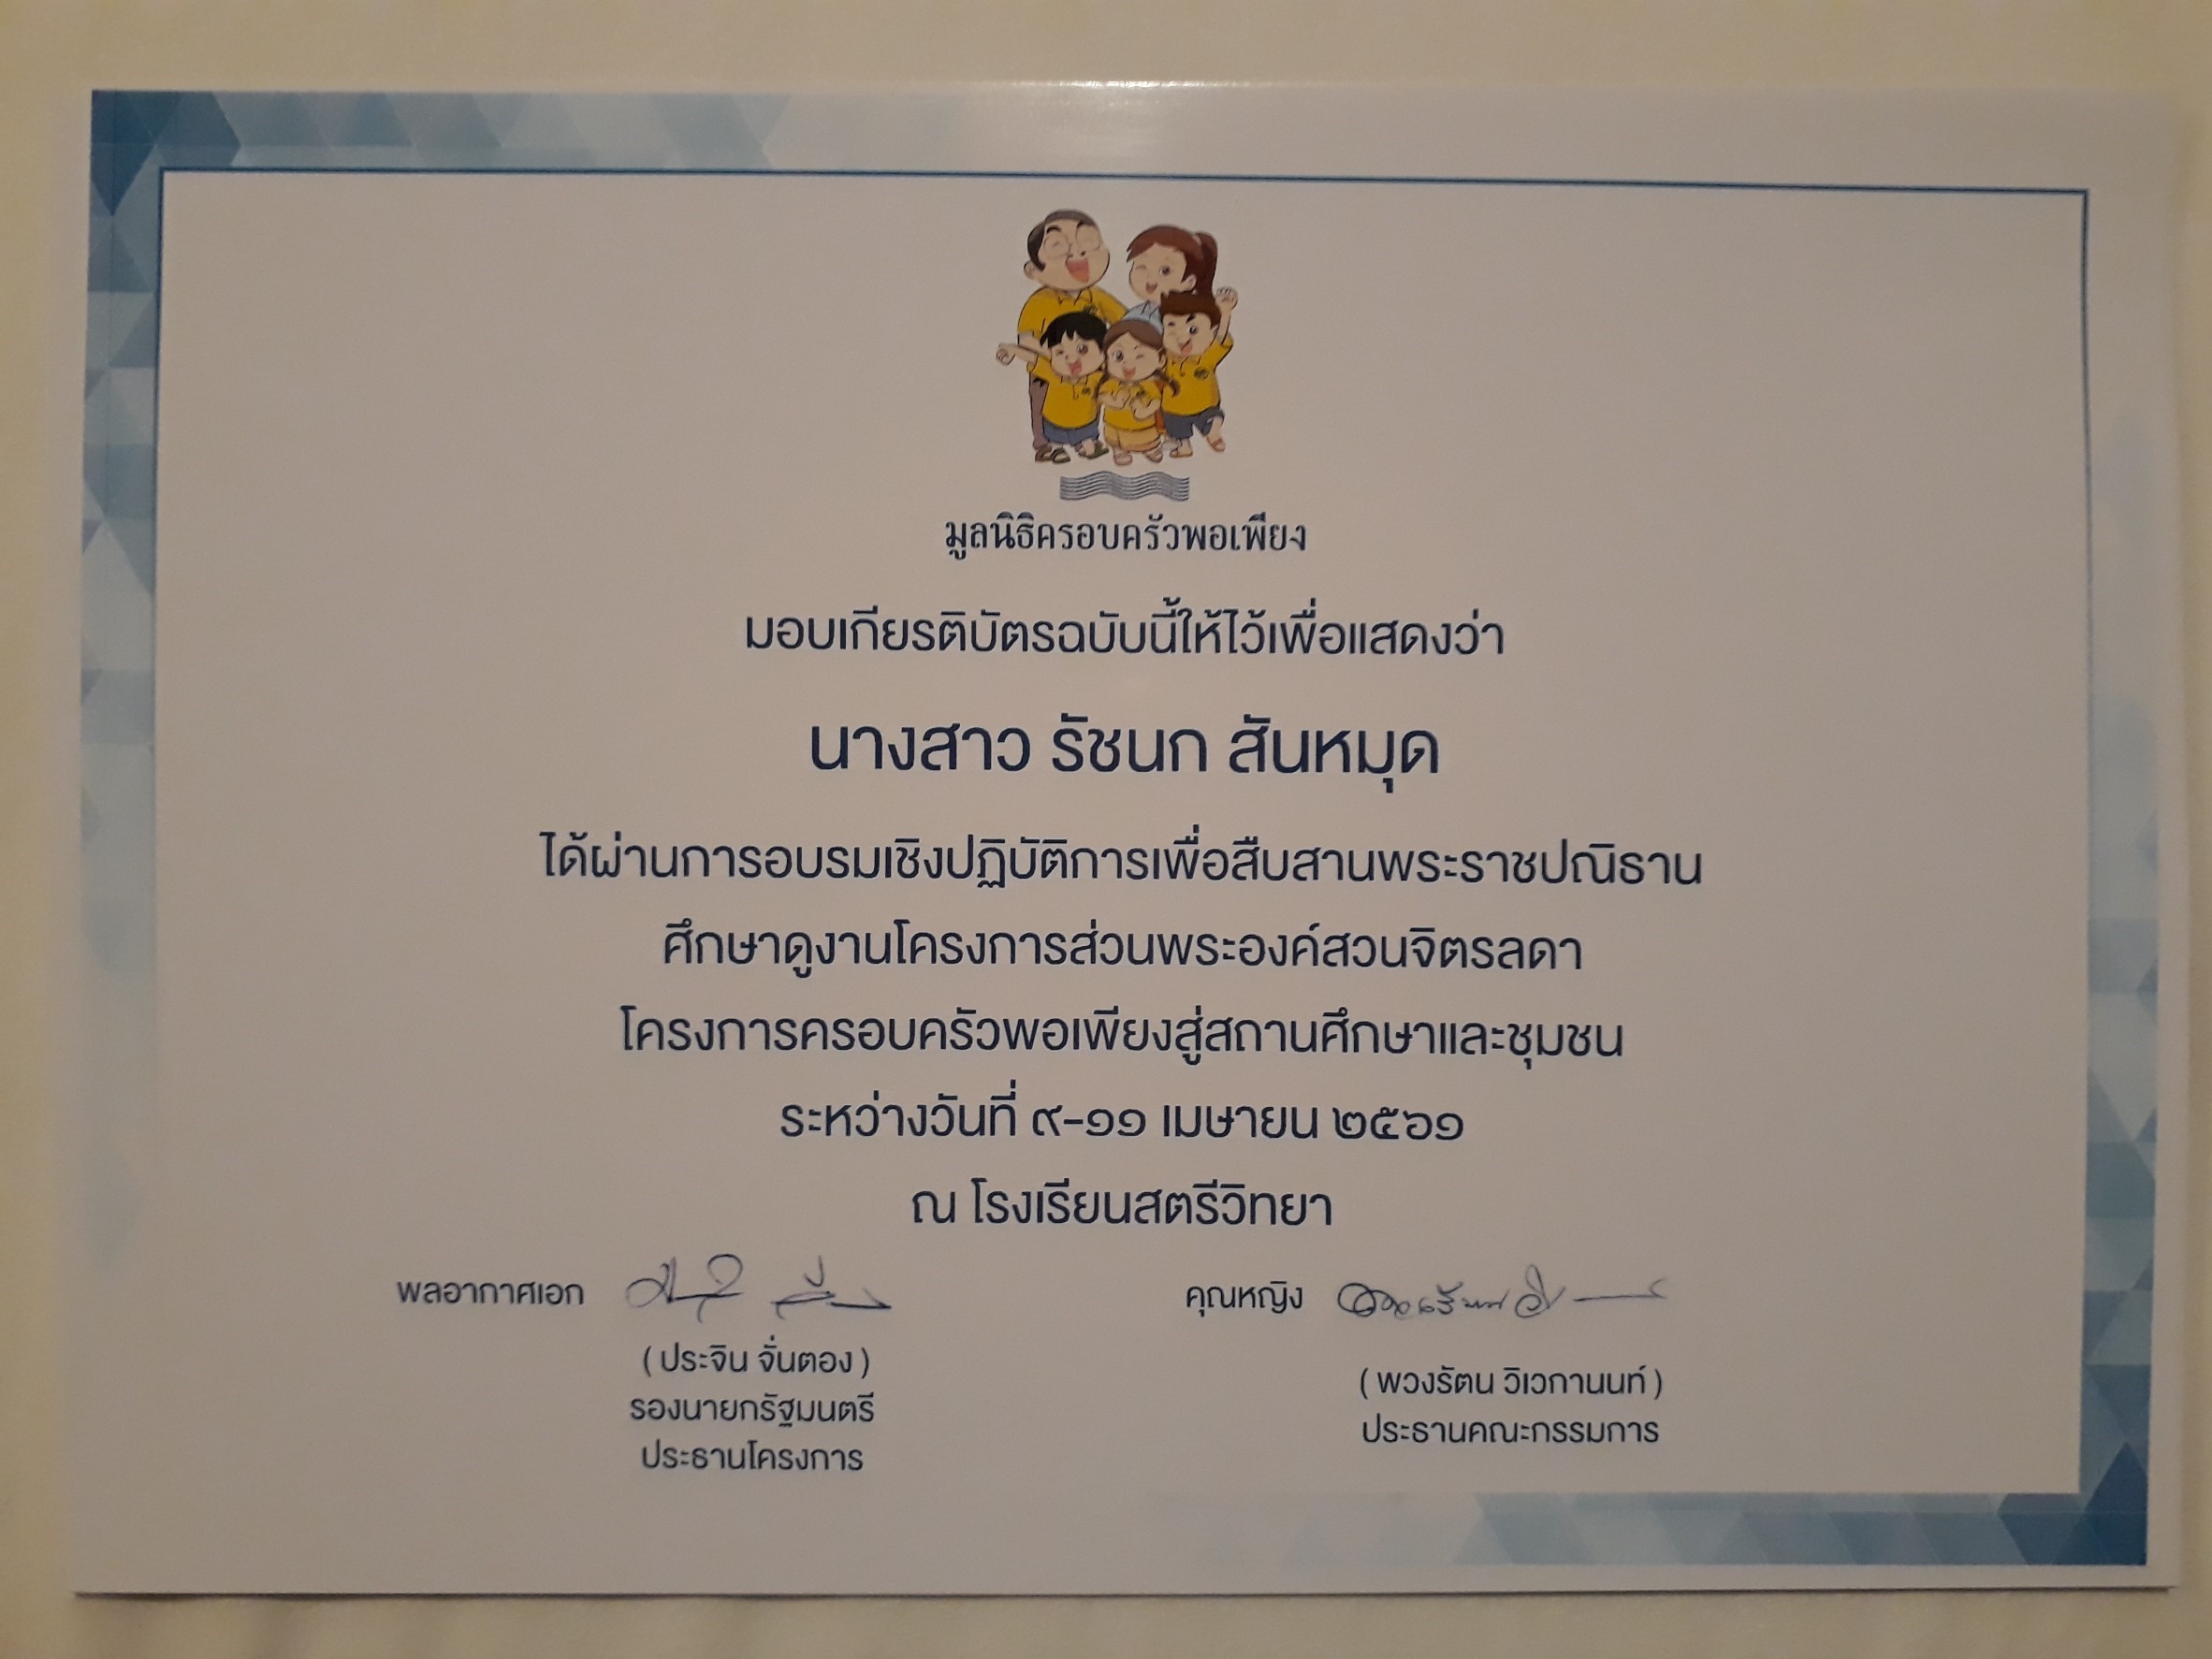 มูลนิธิครอบครัวพอเพียง
มอบเกียรติบัตรฉบับนี้ให้ไว้เพื่อแสดงว่า
นางสาว รัชนก สันหมุด
ได้ผ่านการอบรมเชิงปฏิบัติการเพื่อสืบสานพระราชปณิธาน
ศึกษาดูงานโครงการส่วนพระองค์สวนจิตรลดา
โครงการครอบครัวพอเพียงสู่สถานศึกษาและชุมชน
ระหว่างวันที่ ๙-๑๑ เมษายน ๒๕๖๑
ณ โรงเรียนสตรีวิทยา
พลอากาศเอก
( ประจิน จั่นตอง )
รองนายกรัฐมนตรี
ประธานโครงการ
คุณหญิง
( พวงรัตน วิเวกานนท์ )
ประธานคณะกรรมการ